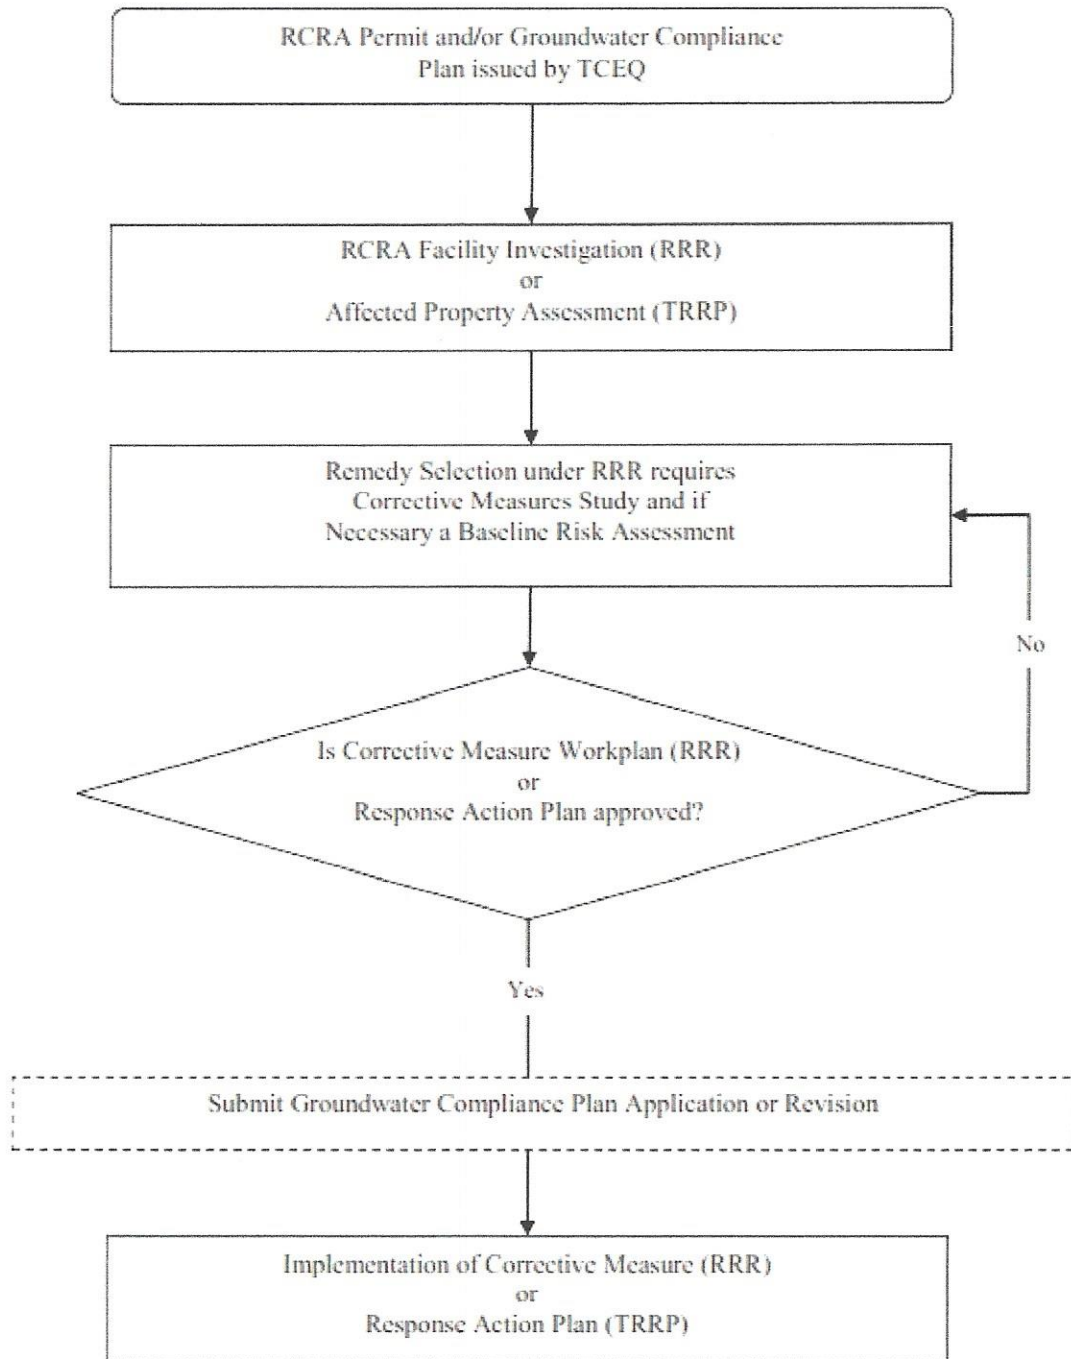 RCRA Permit and/or Groundwater Compliance
Plan issued by TCEQ
RCRA Facility Investigation (RRR)
or
Affected Property Assessment (TRRP)
Remedy Selection under RRR requires
Corrective Measures Study and if
Necessary a Baseline Risk Assessment
No
Is Corrective Measure Workplan (RRR)
or
Response Action Plan approved?
Yes
Submit Groundwater Compliance Plan Application or Revision
Implementation of Corrective Measure (RRR)
or
Response Action Plan (TRRP)